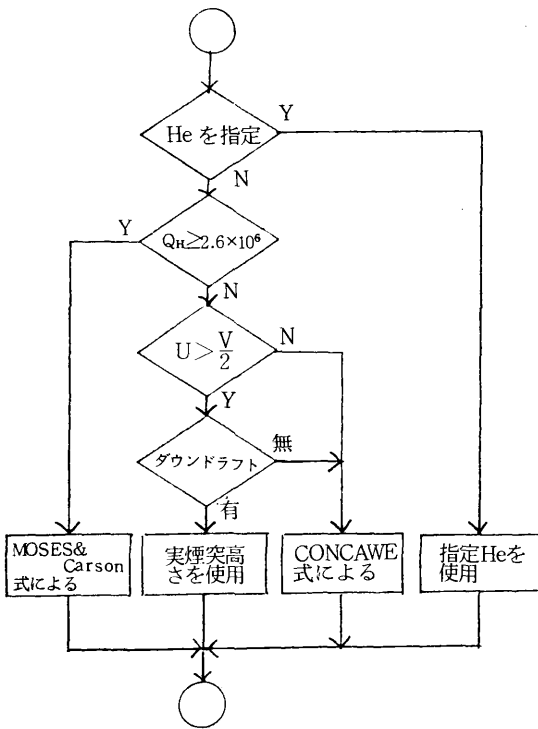 He を指定
Y
N
Y
QH≧2.6×10⁶
N
U＞V/2
N
Y
ダウンドラフト
無
有
MOSES&
Carson
式による
実煙突高
さを使用
CONCAWE
式による
指定Heを
使用